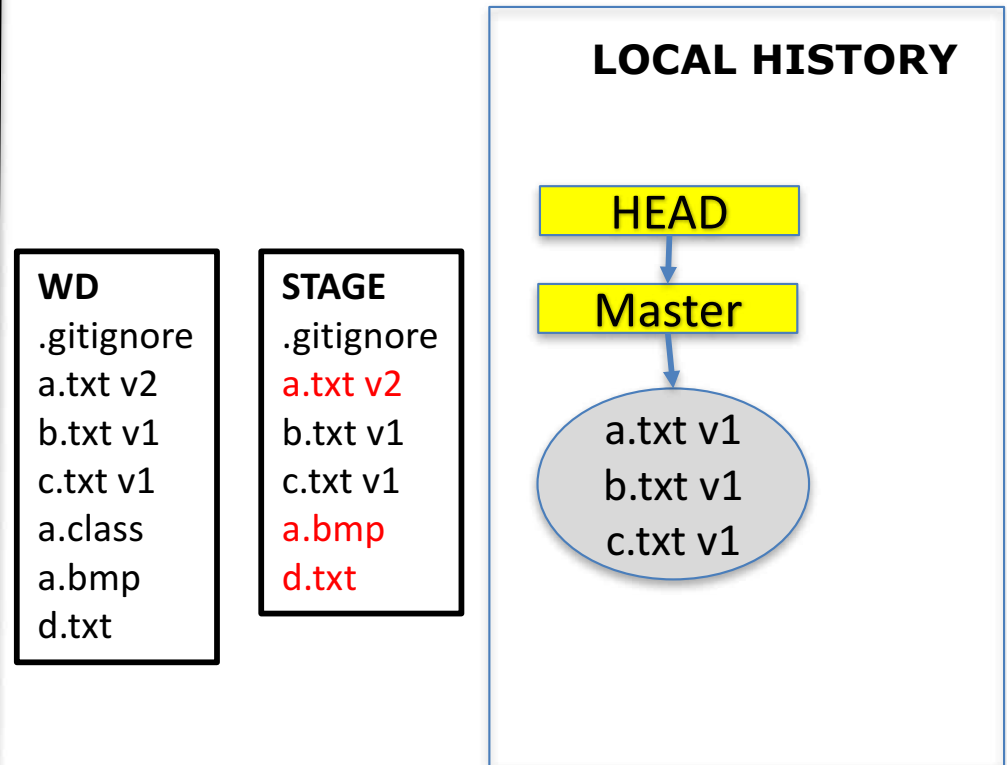 LOCAL HISTORY
HEAD
Master
WD
.gitignore
a.txt v2
b.txt v1
c.txt v1
a.class
a.bmp
d.txt
STAGE
.gitignore
a.txt v2
b.txt v1
c.txt v1
a.bmp
d.txt
a.txt v1
b.txt v1
c.txt v1